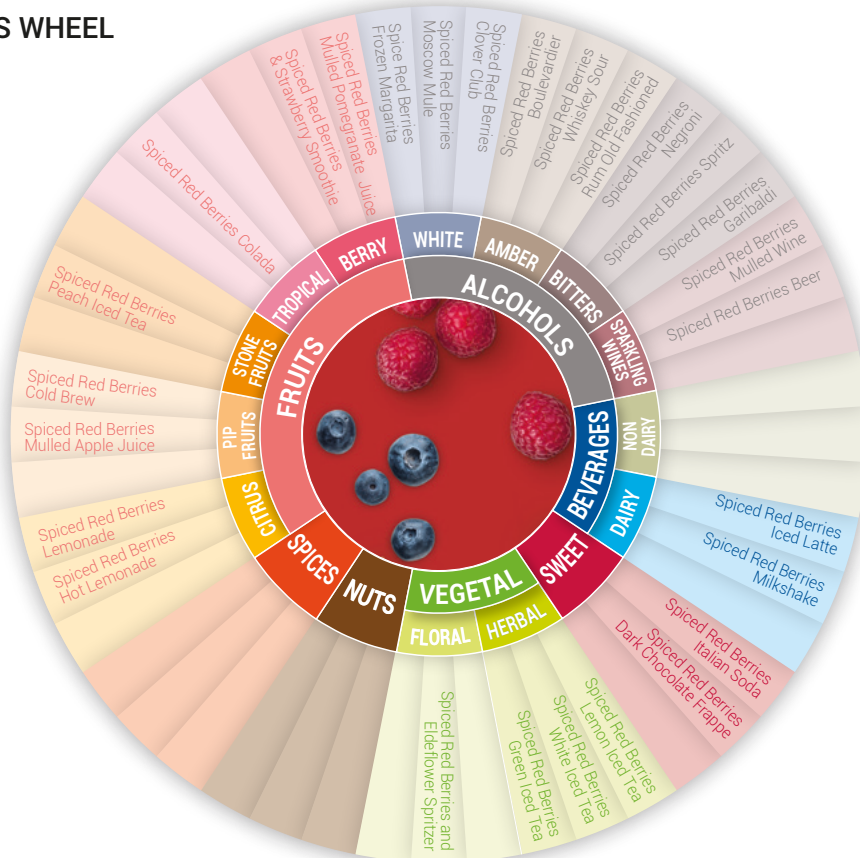 S WHEEL
Spice Red Berries
Frozen Margarita
Spiced Red Berries
Moscow Mule
Spiced Red Berries
Clover Club
Spiced Red Berries
Boulevardier
Spiced Red Berries
Whiskey Sour
Spiced Red Berries
Rum Old Fashioned
Spiced Red Berries
Negroni
Spiced Red Berries Spritz
Spiced Red Berries
Garibaldi
Spiced Red Berries
Mulled Wine
Spiced Red Berries Beer
Spiced Red Berries
Iced Latte
Spiced Red Berries
Milkshake
Spiced Red Berries
Italian Soda
Spiced Red Berries
Dark Chocolate Frappe
Spiced Red Berries
Lemon Iced Tea
Spiced Red Berries
White Iced Tea
Spiced Red Berries
Green Iced Tea
Spiced Red Berries and
Eldeflower Spritzer
Spiced Red Berries
Hot Lemonade
Spiced Red Berries
Lemonade
Spiced Red Berries
Mulled Apple Juice
Spiced Red Berries
Cold Brew
Spiced Red Berries
Peach Iced Tea
Spiced Red Berries Colada
Spiced Red Berries
& Strawberry Smoothie
Spiced Red Berries
Mulled Pomegranate Juice
WHITE
AMBER
BITTERS
SPARKLING
WINES
NON
DAIRY
DAIRY
SWEET
HERBAL
FLORAL
NUTS
SPICES
CITRUS
PIP
FRUITS
STONE
FRUITS
TROPICAL
BERRY
ALCOHOLS
BEVERAGES
VEGETAL
FRUITS